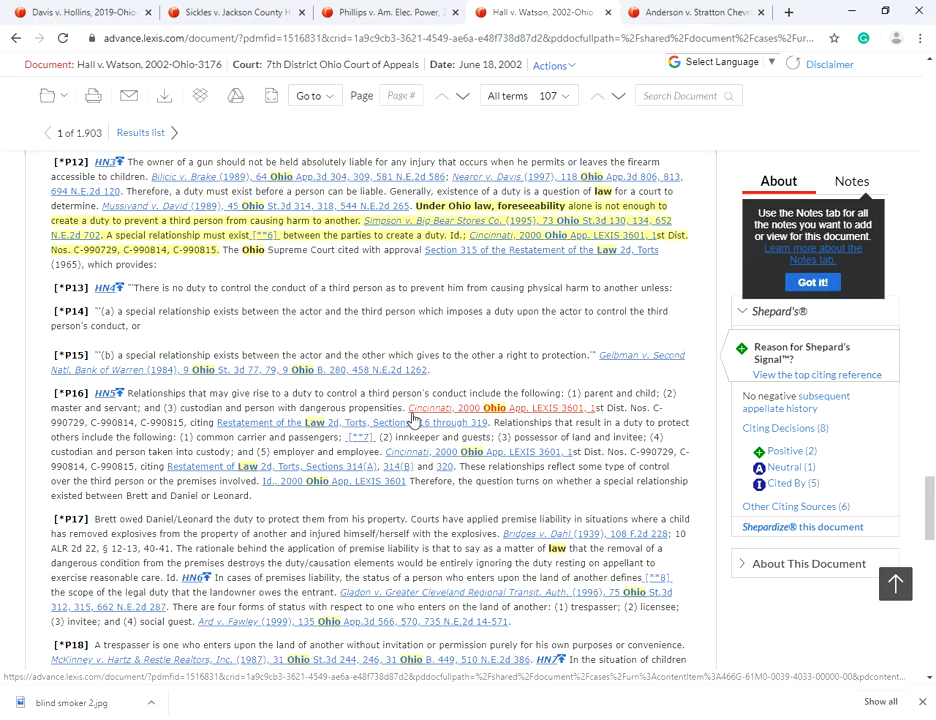 Davis v. Hollins, 2019-Ohio-
Sickles v. Jackson County H
Phillips v. Am. Elec. Power, 2
Hall v. Watson, 2002-Ohio
Anderson v. Stratton Chevr
advance.lexis.com/document/?pdmfid=1516831&crid=1a9c9cb3-3621-4549-ae6a-e48f738d87d2&pddocfullpath=%2Fshared%2Fdocument%2Fcases%2Fur...
Document: Hall v. Watson, 2002-Ohio-3176 | Court: 7th District Ohio Court of Appeals | Date: June 18, 2002 | Actions
Select Language ▼
Disclaimer
Go to
Page
Page #
All terms 107
Search Document
1 of 1,903
Results list
[*P12] HN3 The owner of a gun should not be held absolutely liable for any injury that occurs when he permits or leaves the firearm
accessible to children. Bilicic v. Brake (1989), 64 Ohio App.3d 304, 309, 581 N.E.2d 586; Nearor v. Davis (1997), 118 Ohio App.3d 806, 813,
694 N.E.2d 120. Therefore, a duty must exist before a person can be liable. Generally, existence of a duty is a question of law for a court to
determine. Mussivand v. David (1989), 45 Ohio St.3d 314, 318, 544 N.E.2d 265. Under Ohio law, foreseeability alone is not enough to
create a duty to prevent a third person from causing harm to another. Simpson v. Big Bear Stores Co. (1995), 73 Ohio St.3d 130, 134, 652
N.E.2d 702. A special relationship must exist [**6] between the parties to create a duty. Id.; Cincinnati, 2000 Ohio App. LEXIS 3601, 1st Dist.
Nos. C-990729, C-990814, C-990815. The Ohio Supreme Court cited with approval Section 315 of the Restatement of the Law 2d, Torts
(1965), which provides:
[*P13] HN4 "'There is no duty to control the conduct of a third person as to prevent him from causing physical harm to another unless:
[*P14] "'(a) a special relationship exists between the actor and the third person which imposes a duty upon the actor to control the third
person's conduct, or
[*P15] "'(b) a special relationship exists between the actor and the other which gives to the other a right to protection.'" Gelbman v. Second
Natl. Bank of Warren (1984), 9 Ohio St. 3d 77, 79, 9 Ohio B. 280, 458 N.E.2d 1262.
[*P16] HN5 Relationships that may give rise to a duty to control a third person's conduct include the following: (1) parent and child; (2)
master and servant; and (3) custodian and person with dangerous propensities. Cincinnati, 2000 Ohio App. LEXIS 3601, 1st Dist. Nos. C-
990729, C-990814, C-990815, citing Restatement of the Law 2d, Torts, Sections 6 through 319. Relationships that result in a duty to protect
others include the following: (1) common carrier and passengers; [**7] (2) innkeeper and guests; (3) possessor of land and invitee; (4)
custodian and person taken into custody; and (5) employer and employee. Cincinnati, 2000 Ohio App. LEXIS 3601, 1st Dist. Nos. C-990729, C-
990814, C-990815, citing Restatement of Law 2d, Torts, Sections 314(A), 314(B) and 320. These relationships reflect some type of control
over the third person or the premises involved. Id., 2000 Ohio App. LEXIS 3601 Therefore, the question turns on whether a special relationship
existed between Brett and Daniel or Leonard.
[*P17] Brett owed Daniel/Leonard the duty to protect them from his property. Courts have applied premise liability in situations where a child
has removed explosives from the property of another and injured himself/herself with the explosives. Bridges v. Dahl (1939), 108 F.2d 228; 10
ALR 2d 22, § 12-13, 40-41. The rationale behind the application of premise liability is that to say as a matter of law that the removal of a
dangerous condition from the premises destroys the duty/causation elements would be entirely ignoring the duty resting on appellant to
exercise reasonable care. Id. HN6 In cases of premises liability, the status of a person who enters upon the land of another defines [**8]
the scope of the legal duty that the landowner owes the entrant. Gladon v. Greater Cleveland Regional Transit. Auth. (1996), 75 Ohio St.3d
312, 315, 662 N.E.2d 287. There are four forms of status with respect to one who enters on the land of another: (1) trespasser; (2) licensee;
(3) invitee; and (4) social guest. Ard v. Fawley (1999), 135 Ohio App.3d 566, 570, 735 N.E.2d 14-571.
[*P18] A trespasser is one who enters upon the land of another without invitation or permission purely for his own purposes or convenience.
McKinney v. Hartz & Restle Realtors, Inc. (1987), 31 Ohio St.3d 244, 246, 31 Ohio B. 449, 510 N.E.2d 386. HN7 In the situation of children
About
Notes
Use the Notes tab for all
the notes you want to add
or view for this document.
Learn more about the
Notes tab.
Got it!
Shepard's®
Reason for Shepard's
Signal™?
View the top citing reference
No negative subsequent
appellate history
Citing Decisions (8)
Positive (2)
A Neutral (1)
I Cited By (5)
Other Citing Sources (6)
Shepardize® this document
About This Document
https://advance.lexis.com/document/?pdmfid=1516831&crid=1a9c9cb3-3621-4549-ae6a-e48f738d87d2&pddocfullpath=%2Fshared%2Fdocument%2Fcases%2Furn%3AcontentItem%3A466G-61M0-0039-4033-00000-00&pdcontent...
blind smoker 2.jpg
Show all